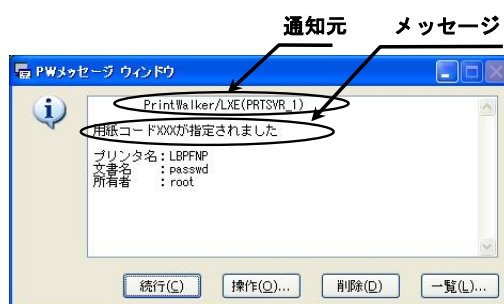 通知元 メッセージ
PWメッセージ ウィンドウ
PrintWalker/LXE(PRTSVR_1)
用紙コードXXXが指定されました
プリンタ名：LBPFNP
文書名 ：passwd
所有者 ：root
続行(C) 操作(O)... 削除(D) 一覧(L)...